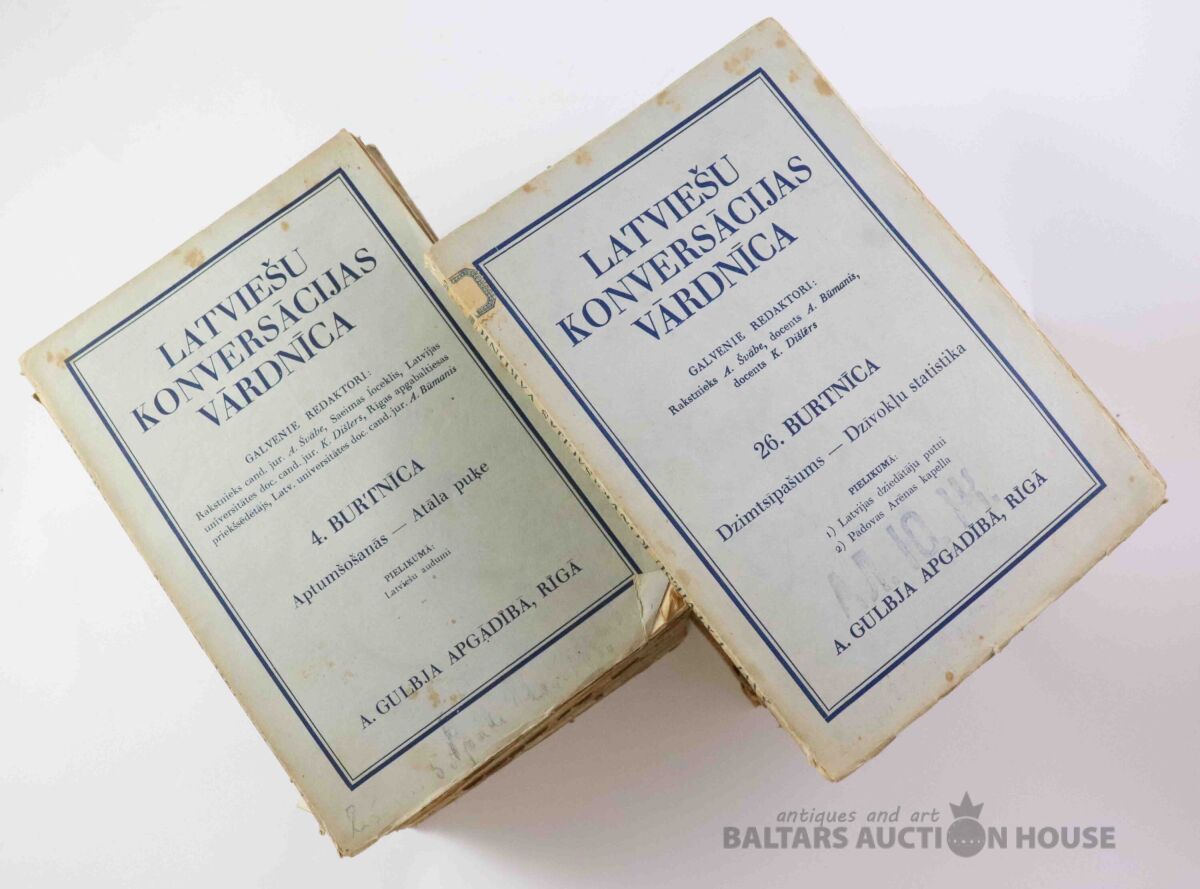 LATVIEŠU
KONVERSĀCIJAS
VĀRDNĪCA
GALVENIE REDAKTORI:
Rakstnieks cand. jur. A. Švābe, Saeimas loceklis, Latvijas
universitātes doc. cand. jur. K. Dišlers, Rīgas apgabaltiesas
priekšsēdētājs, Latv. universitātes doc. cand. jur. A. Būmanis
4. BURTNĪCA
Aptumšošanās — Atāla puķe
PIELIKUMĀ:
Latviešu audumi
A. GULBJA APGĀDĪBĀ, RĪGĀ
LATVIEŠU
KONVERSĀCIJAS
VĀRDNĪCA
GALVENIE REDAKTORI:
Rakstnieks A. Švābe, docents A. Būmanis,
docents K. Dišlērs
26. BURTNĪCA
Dzimtsīpašums — Dzīvokļu statistika
PIELIKUMĀ:
1) Latvijas dziedātāju putni
2) Padovas Arēnas kapella
A. GULBJA APGĀDĪBĀ, RĪGĀ
antiques and art
BALTARS AUCTION HOUSE